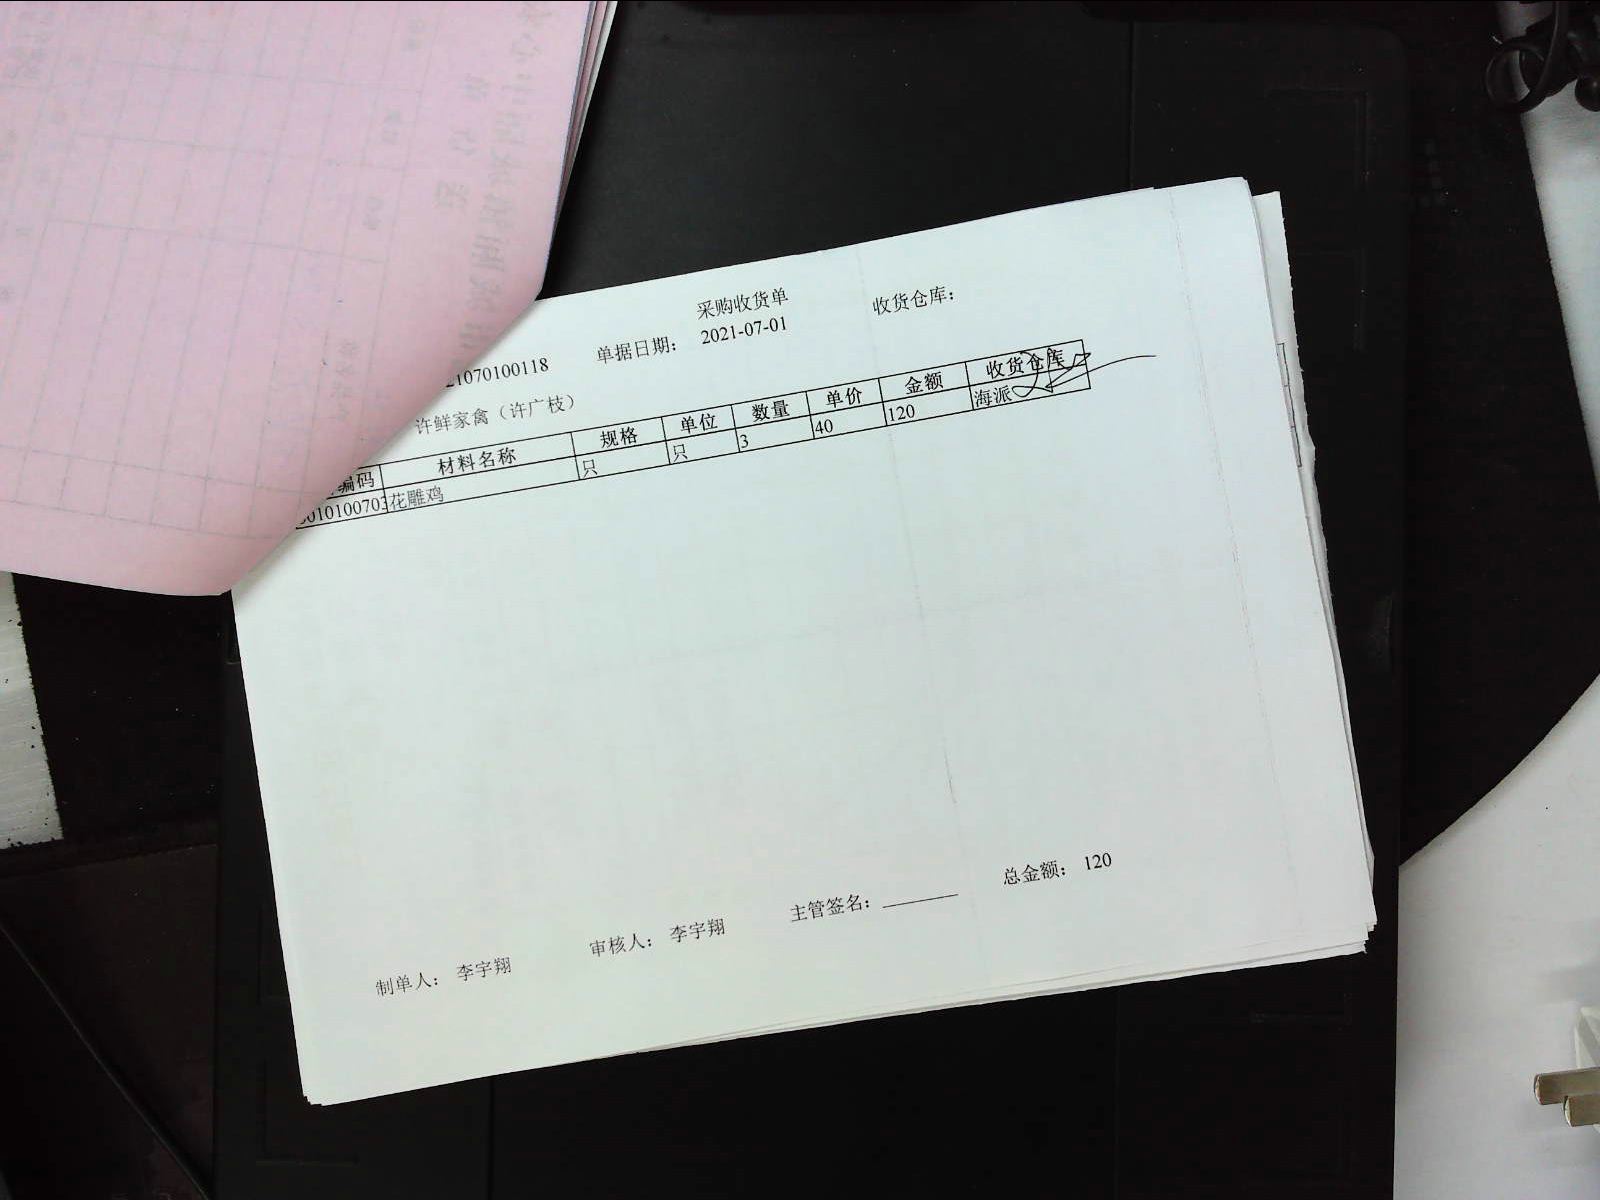 采购收货单
收货仓库:
21070100118 单据日期: 2021-07-01
许鲜家禽（许广枝）
编码 材料名称 规格 单位 数量 单价 金额 收货仓库
010100703 花雕鸡 只 只 3 40 120 海派
总金额: 120
制单人: 李宇翔 审核人: 李宇翔 主管签名: